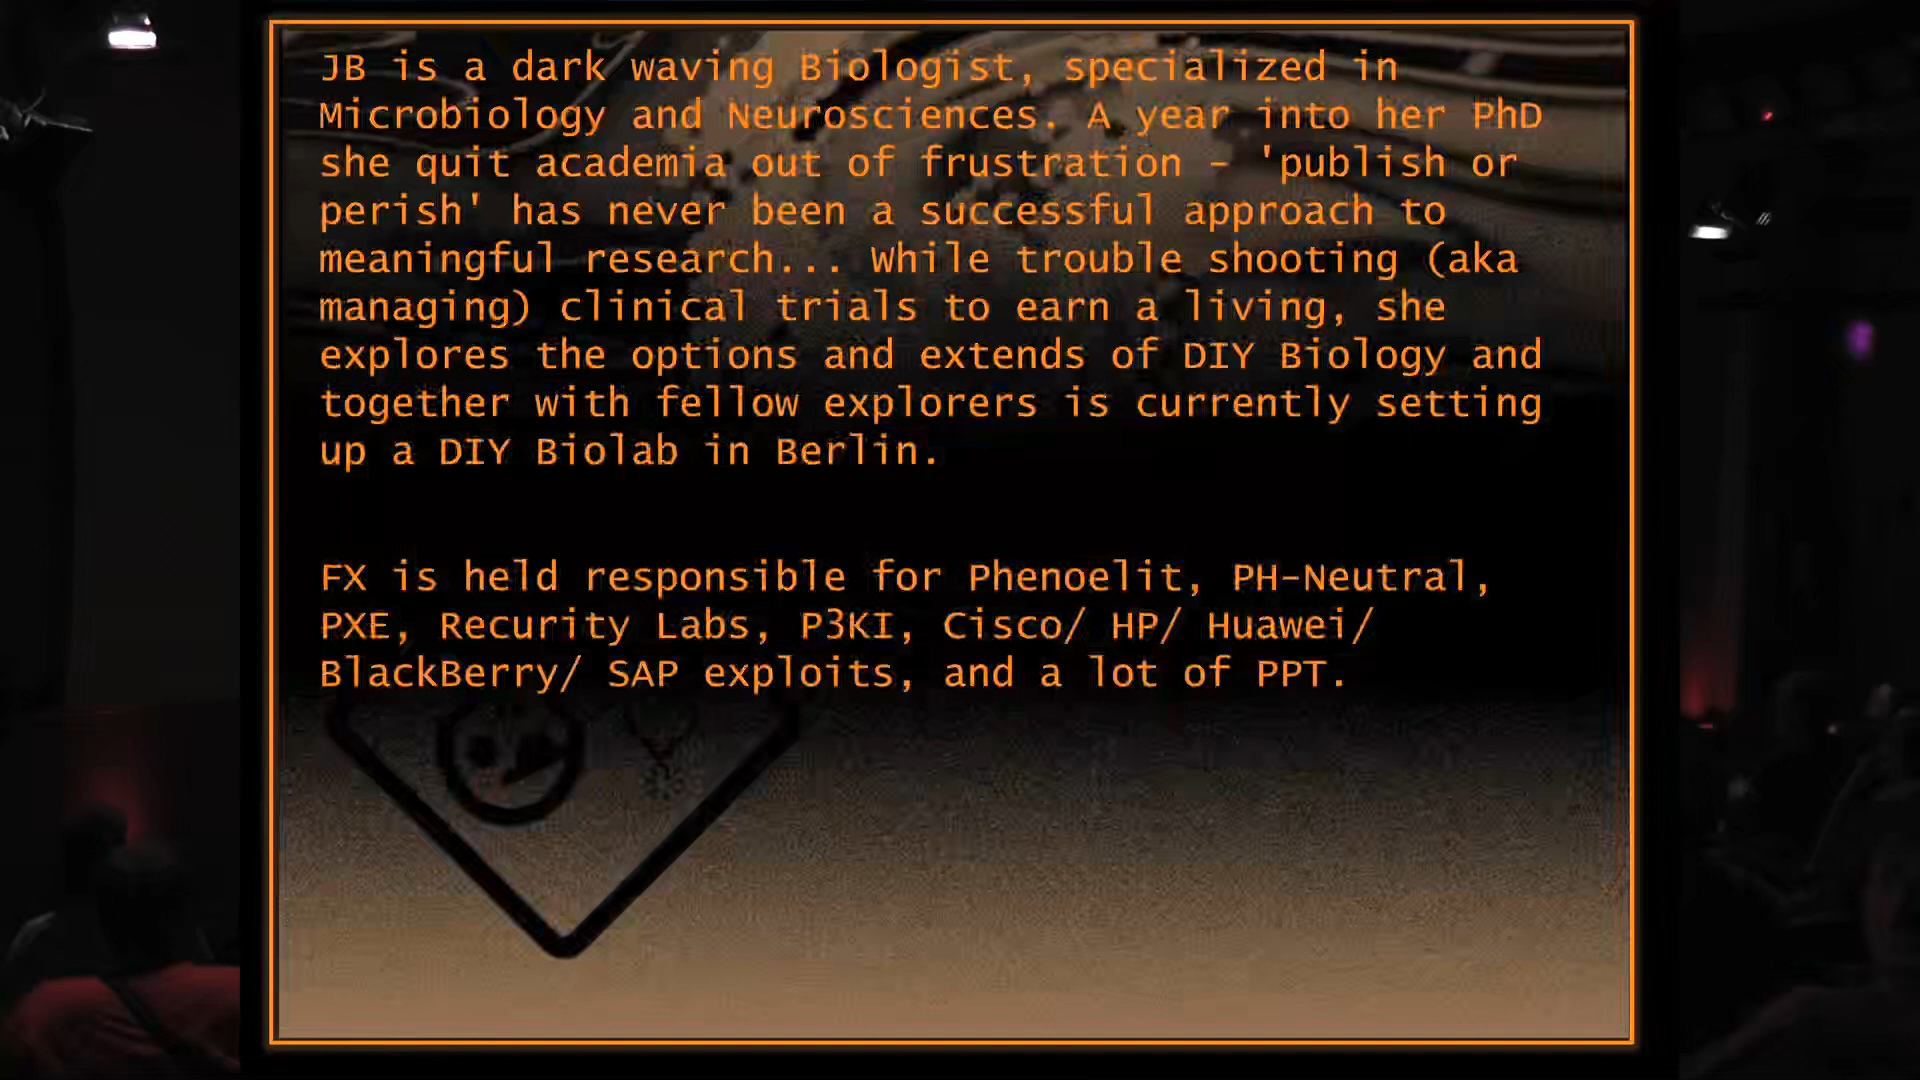 JB is a dark waving Biologist, specialized in
Microbiology and Neurosciences. A year into her PhD
she quit academia out of frustration - 'publish or
perish' has never been a successful approach to
meaningful research... While trouble shooting (aka
managing) clinical trials to earn a living, she
explores the options and extends of DIY Biology and
together with fellow explorers is currently setting
up a DIY Biolab in Berlin.
FX is held responsible for Phenoelit, PH-Neutral,
PXE, Recurity Labs, P3KI, Cisco/ HP/ Huawei/
BlackBerry/ SAP exploits, and a lot of PPT.